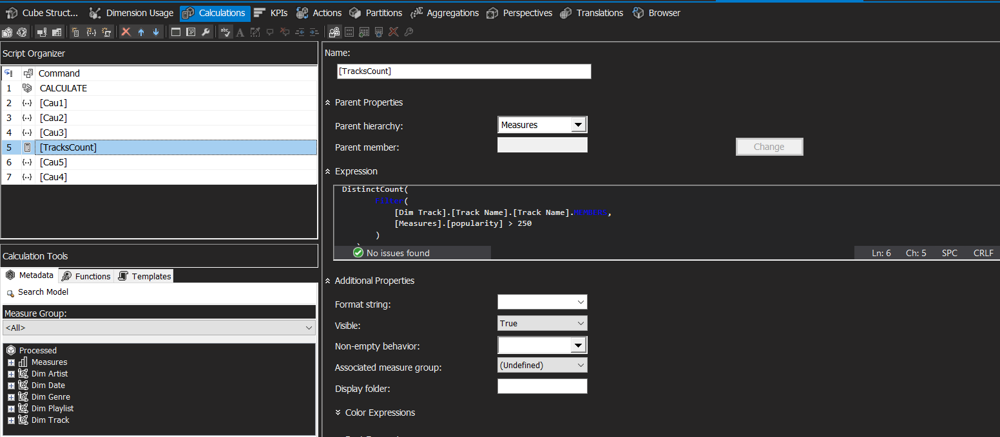 Cube Struct... Dimension Usage Calculations KPIs Actions Partitions Aggregations Perspectives Translations Browser
Script Organizer
Command
1 CALCULATE
2 [Cau1]
3 [Cau2]
4 [Cau3]
5 [TracksCount]
6 [Cau5]
7 [Cau4]
Calculation Tools
Metadata Functions Templates
Search Model
Measure Group:
<All>
Processed
Measures
Dim Artist
Dim Date
Dim Genre
Dim Playlist
Dim Track
Name:
[TracksCount]
Parent Properties
Parent hierarchy: Measures
Parent member:
Change
Expression
DistinctCount(
Filter(
[Dim Track].[Track Name].[Track Name].MEMBERS,
[Measures].[popularity] > 250
)
No issues found Ln: 6 Ch: 5 SPC CRLF
Additional Properties
Format string:
Visible: True
Non-empty behavior:
Associated measure group: (Undefined)
Display folder:
Color Expressions